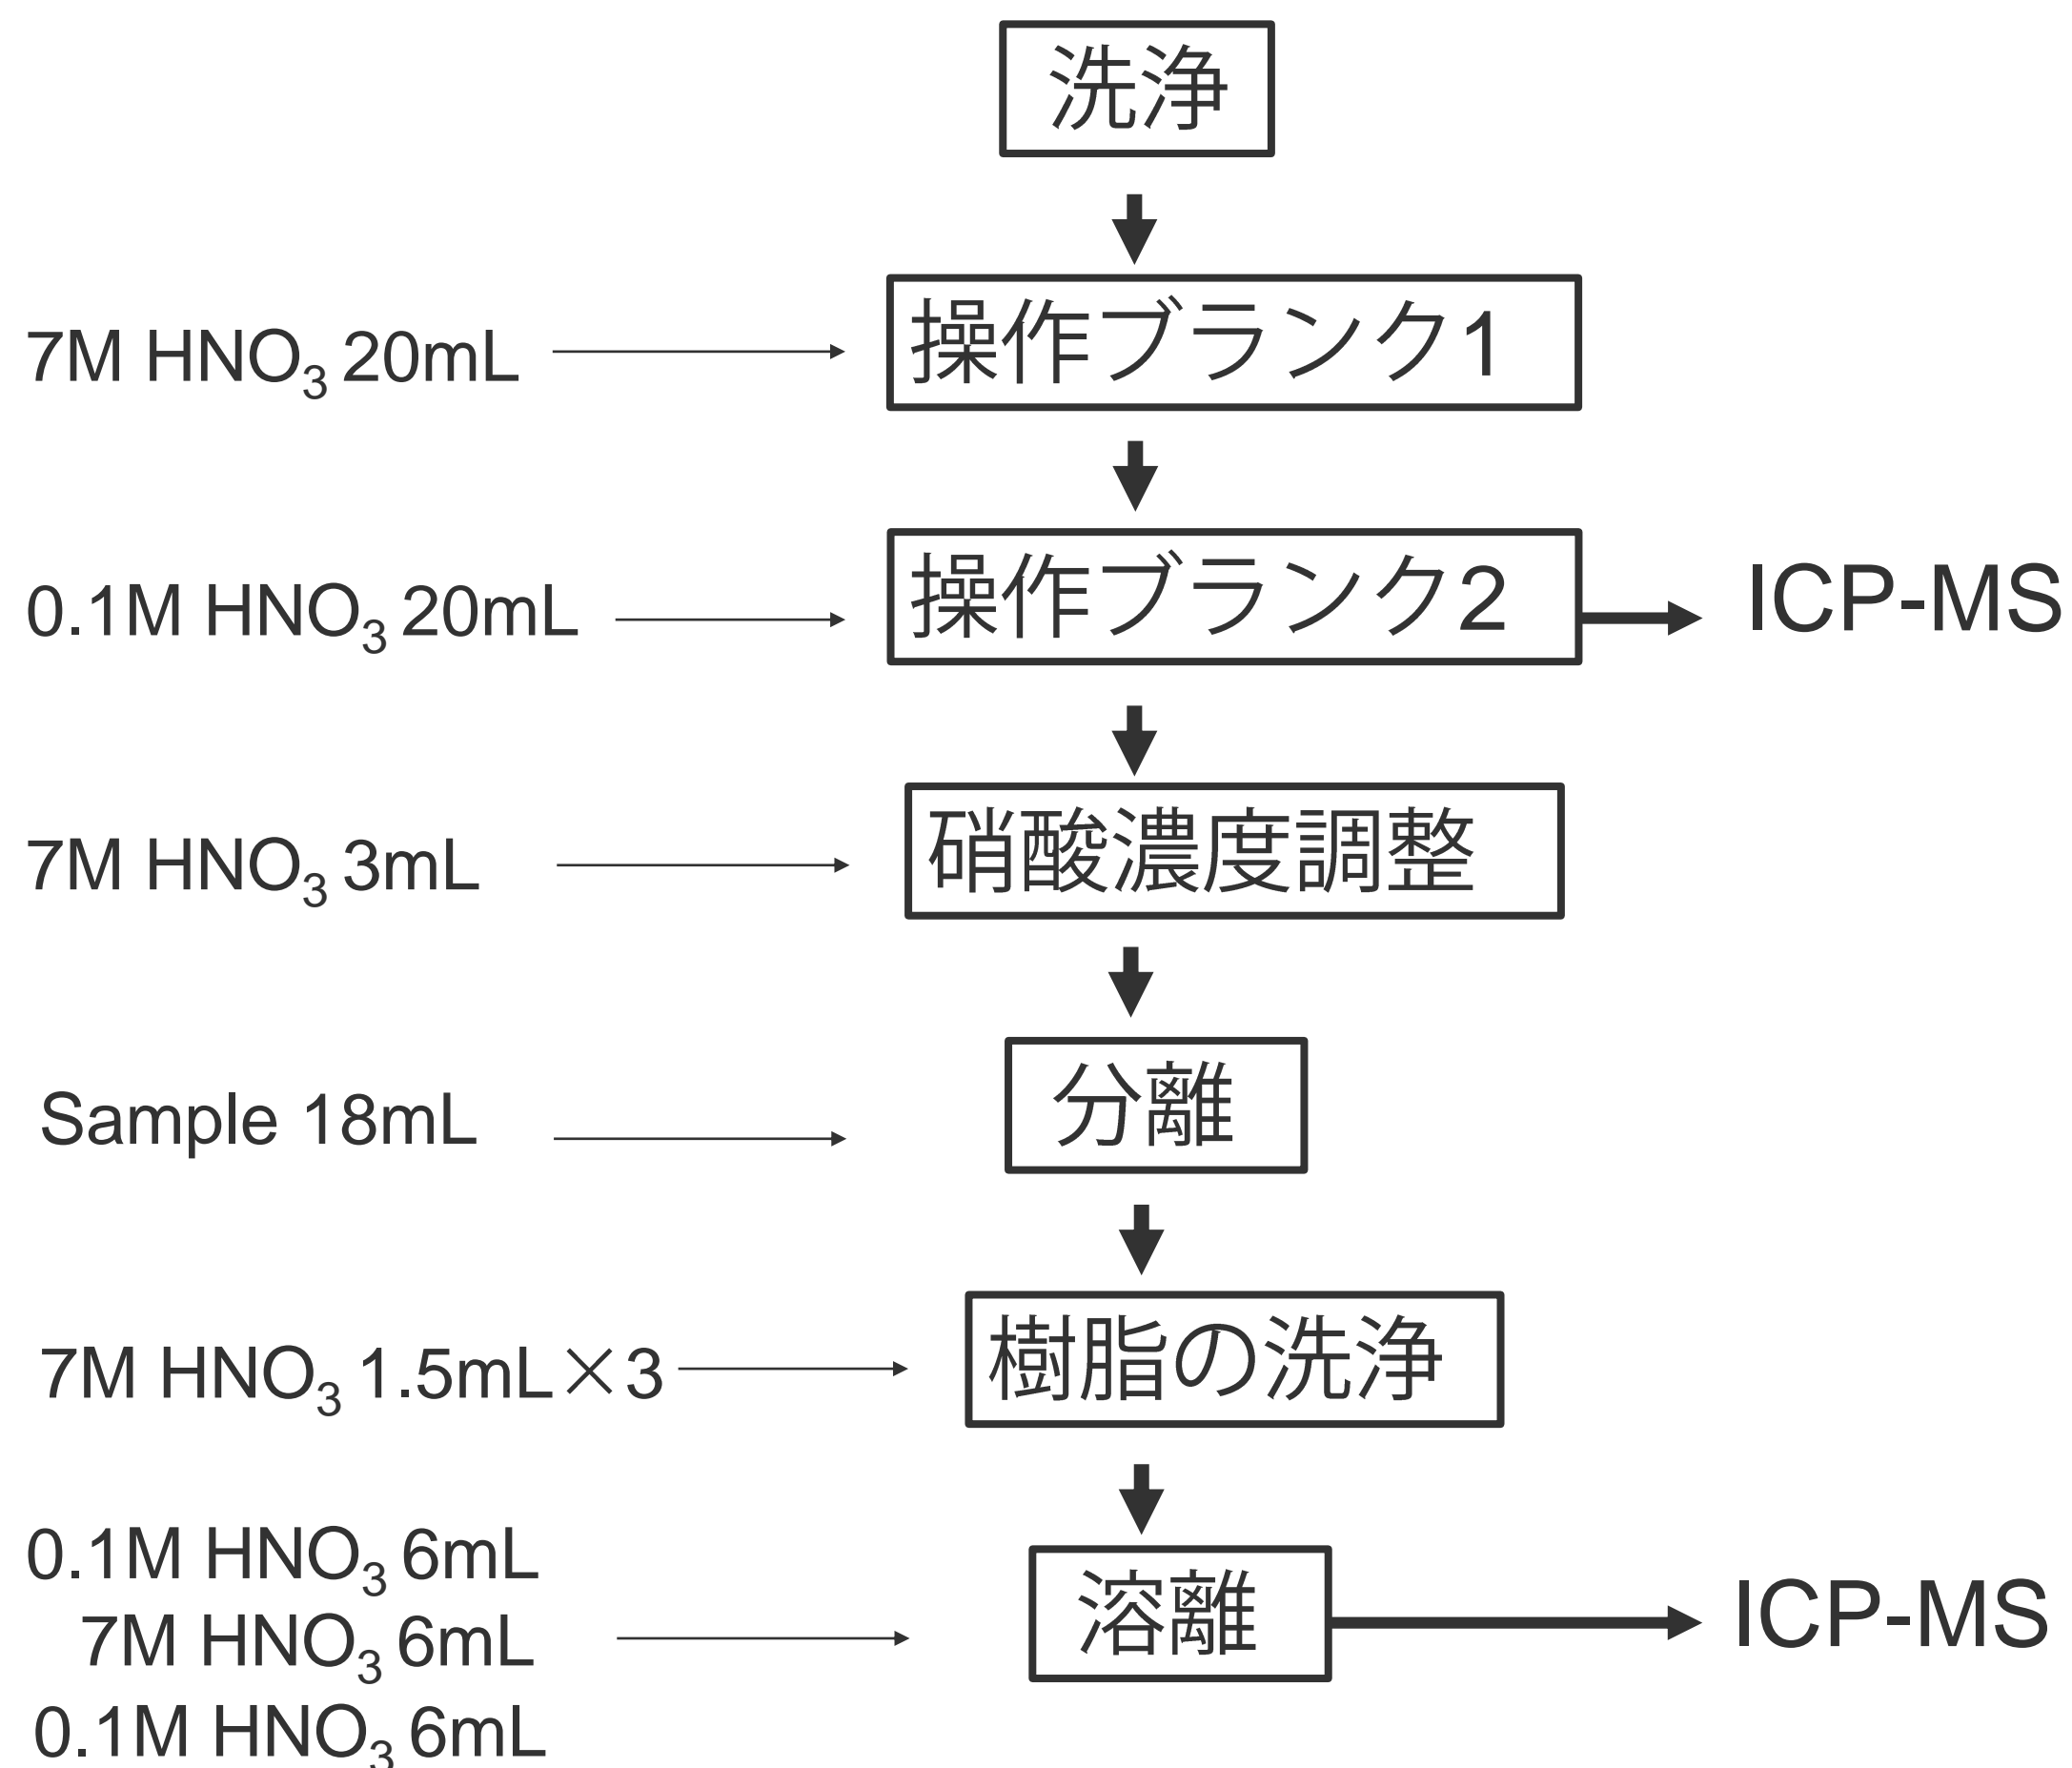 洗浄
7M HNO3 20mL
操作ブランク1
0.1M HNO3 20mL
操作ブランク2
ICP-MS
7M HNO3 3mL
硝酸濃度調整
Sample 18mL
分離
7M HNO3 1.5mL×3
樹脂の洗浄
0.1M HNO3 6mL
7M HNO3 6mL
0.1M HNO3 6mL
溶離
ICP-MS